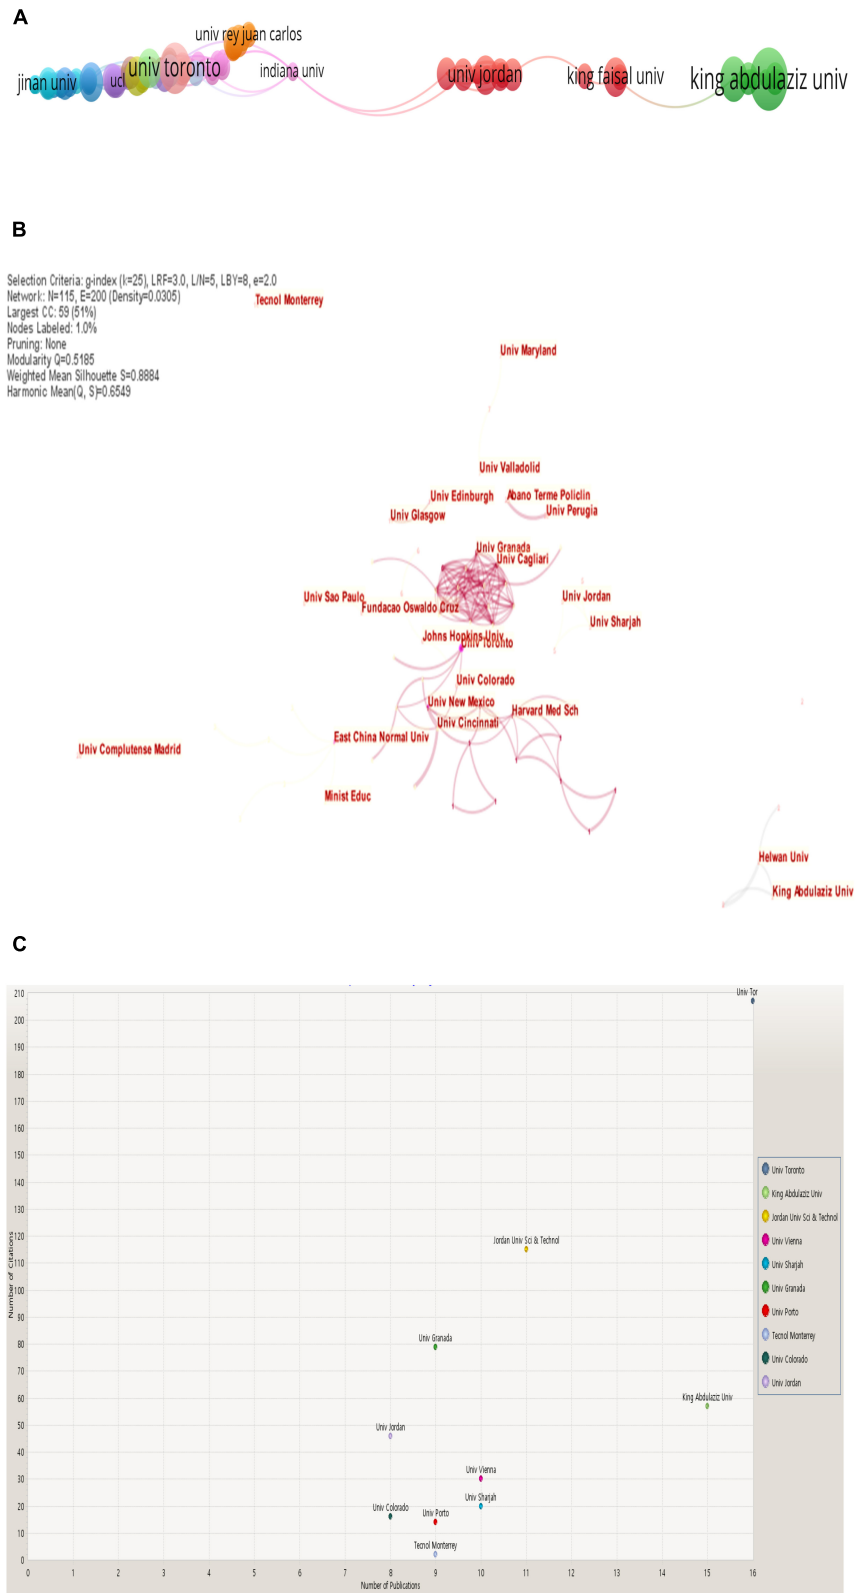 A
univ rey juan carlos
jinan univ
ucl
univ toronto
indiana univ
univ jordan
king faisal univ
king abdulaziz univ
B
Selection Criteria: g-index (k=25), LRF=3.0, L/N=5, LBY=8, e=2.0
Network: N=115, E=200 (Density=0.0305)
Largest CC: 59 (51%)
Nodes Labeled: 1.0%
Pruning: None
Modularity Q=0.5185
Weighted Mean Silhouette S=0.8884
Harmonic Mean(Q, S)=0.6549
Tecnol Monterrey
Univ Maryland
Univ Valladolid
Univ Edinburgh
Abano Terme Policlin
Univ Glasgow
Univ Perugia
Univ Granada
Univ Cagliari
Univ Sao Paulo
Fundacao Oswaldo Cruz
Univ Jordan
Univ Sharjah
Johns Hopkins Univ
Univ Toronto
Univ Colorado
Univ New Mexico
Harvard Med Sch
Univ Cincinnati
East China Normal Univ
Univ Complutense Madrid
Minist Educ
Helwan Univ
King Abdulaziz Univ
C
Number of Citations
210
200
190
180
170
160
150
140
130
120
110
100
90
80
70
60
50
40
30
20
10
0
Univ Tor
Jordan Univ Sci & Technol
Univ Granada
King Abdulaziz Univ
Univ Jordan
Univ Vienna
Univ Sharjah
Univ Colorado
Univ Porto
Tecnol Monterrey
0 1 2 3 4 5 6 7 8 9 10 11 12 13 14 15 16
Number of Publications
Univ Toronto
King Abdulaziz Univ
Jordan Univ Sci & Technol
Univ Vienna
Univ Sharjah
Univ Granada
Univ Porto
Tecnol Monterrey
Univ Colorado
Univ Jordan